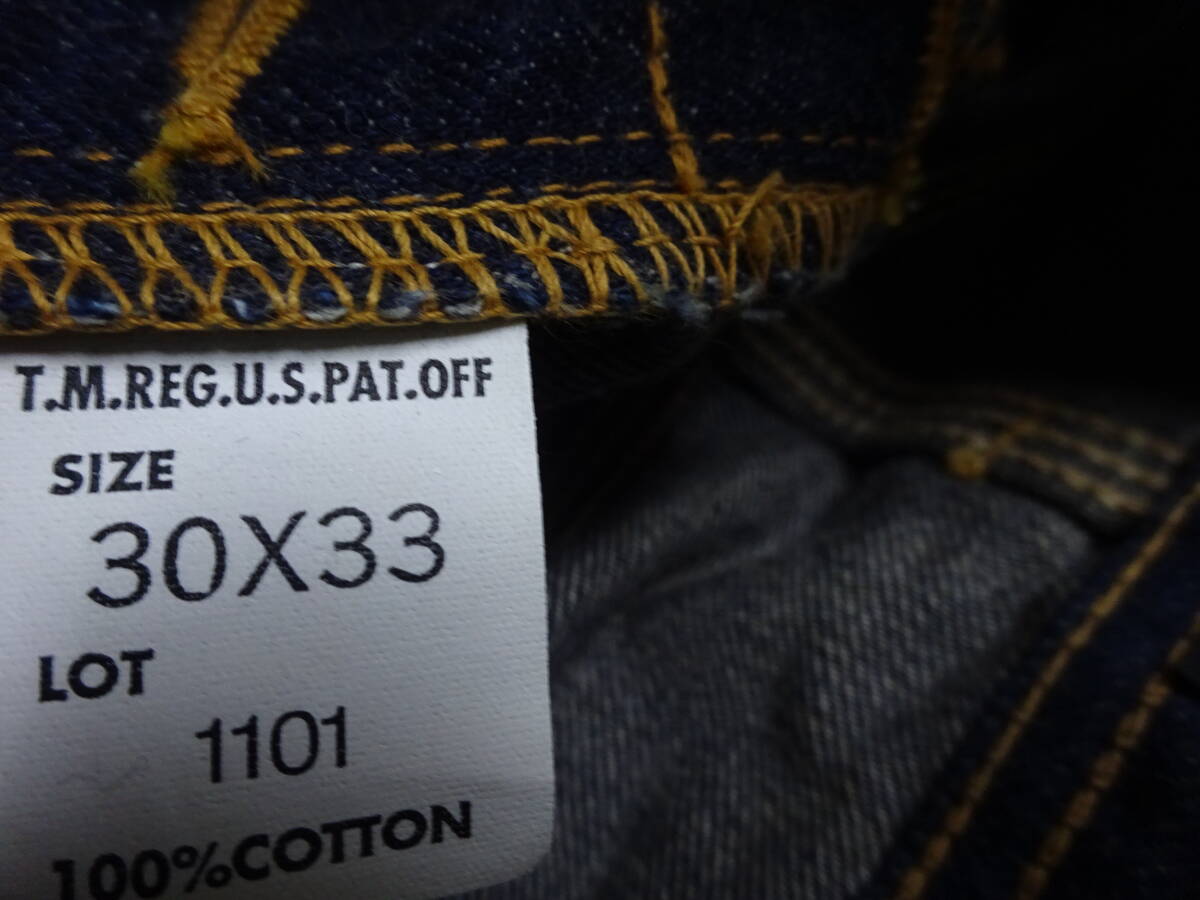 T.M.REG.U.S.PAT.OFF
SIZE
30X33
LOT
1101
100%COTTON